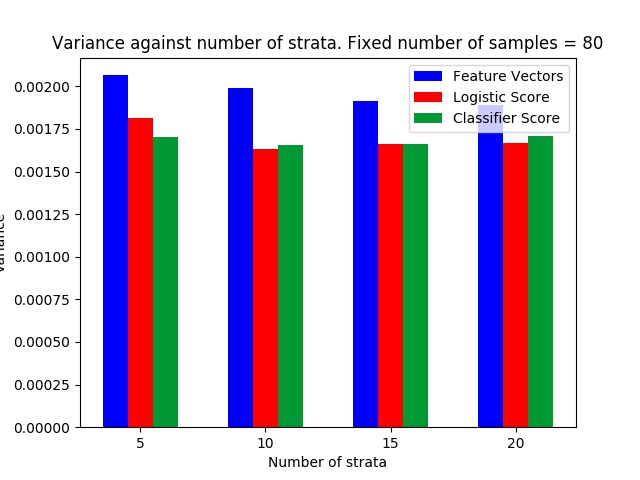 Variance against number of strata. Fixed number of samples = 80
Feature Vectors
Logistic Score
Classifier Score
0.00200
0.00175
0.00150
0.00125
0.00100
0.00075
0.00050
0.00025
0.00000
5 10 15 20
Number of strata